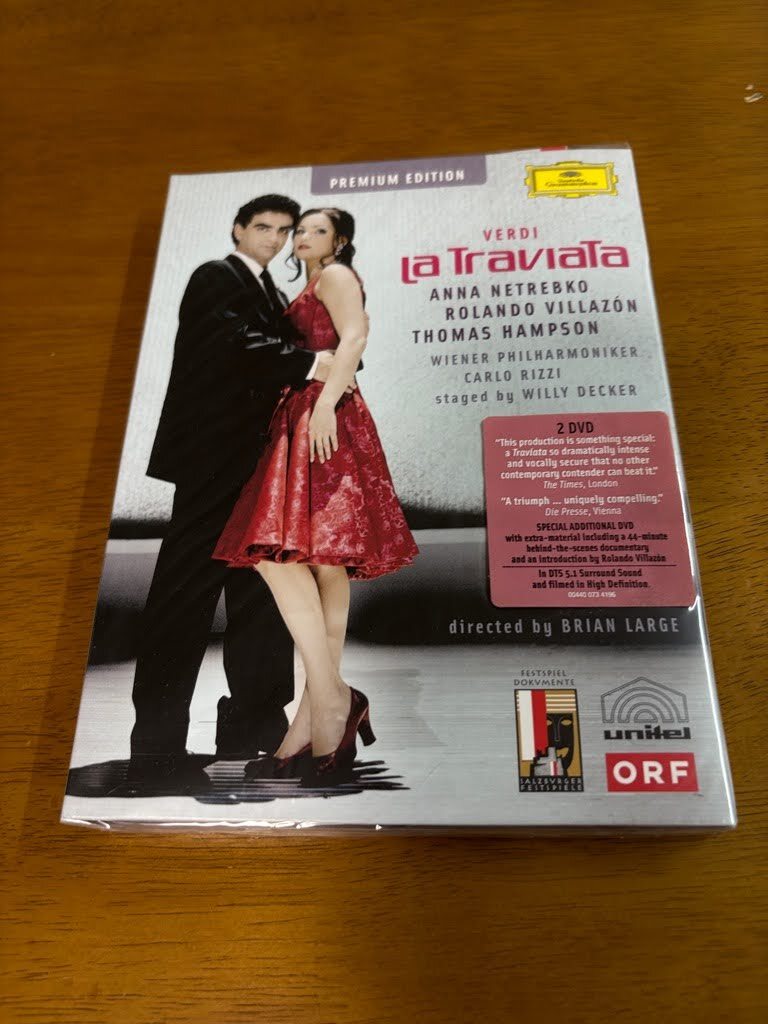 PREMIUM EDITION
Deutsche
Grammophon
VERDI
La Traviata
ANNA NETREBKO
ROLANDO VILLAZÓN
THOMAS HAMPSON
WIENER PHILHARMONIKER
CARLO RIZZI
staged by WILLY DECKER
2 DVD
"This production is something special:
a Traviata so dramatically intense
and vocally secure that no other
contemporary contender can beat it."
The Times, London
"A triumph ... uniquely compelling."
Die Presse, Vienna
SPECIAL ADDITIONAL DVD
with extra-material including a 44-minute
behind-the-scenes documentary
and an introduction by Rolando Villazón
In DTS 5.1 Surround Sound
and filmed in High Definition.
00440 073 4196
directed by BRIAN LARGE
FESTSPIEL
DOKUMENTE
SALZBURGER
FESTSPIELE
unitel
ORF